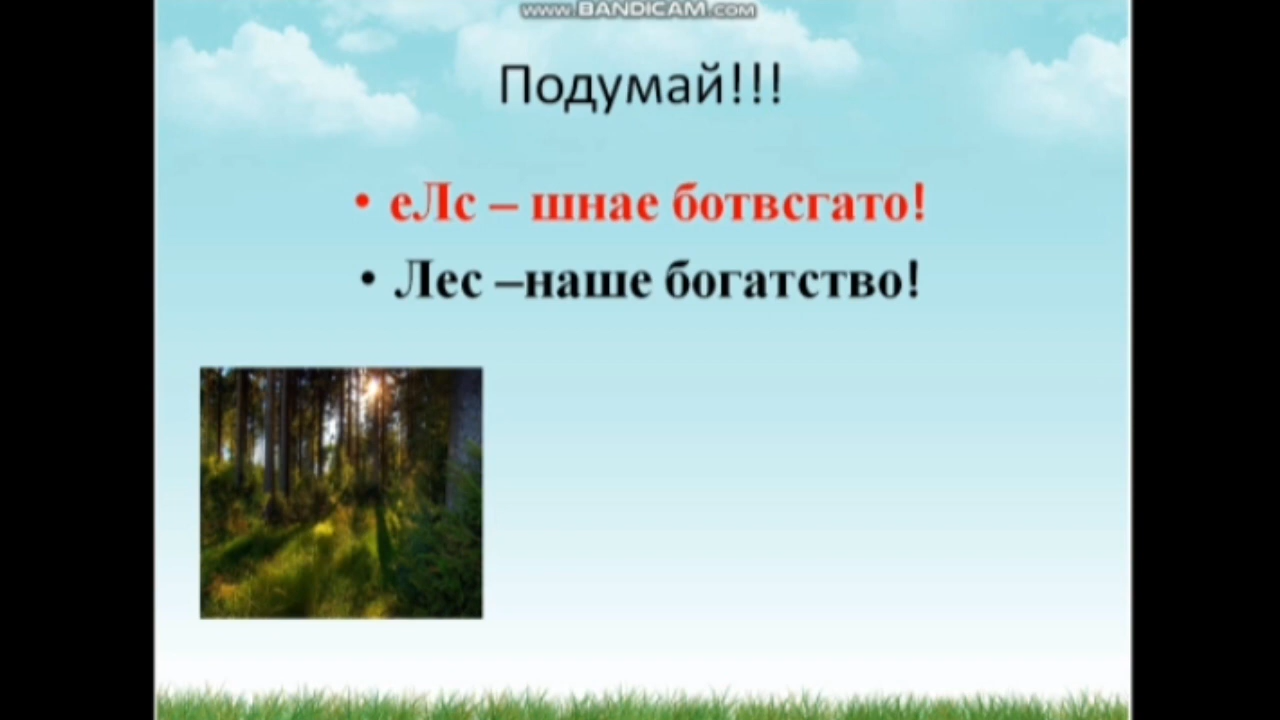 www.BANDICAM.com
Подумай!!!
• еЛс – шнае ботвсгато!
• Лес –наше богатство!